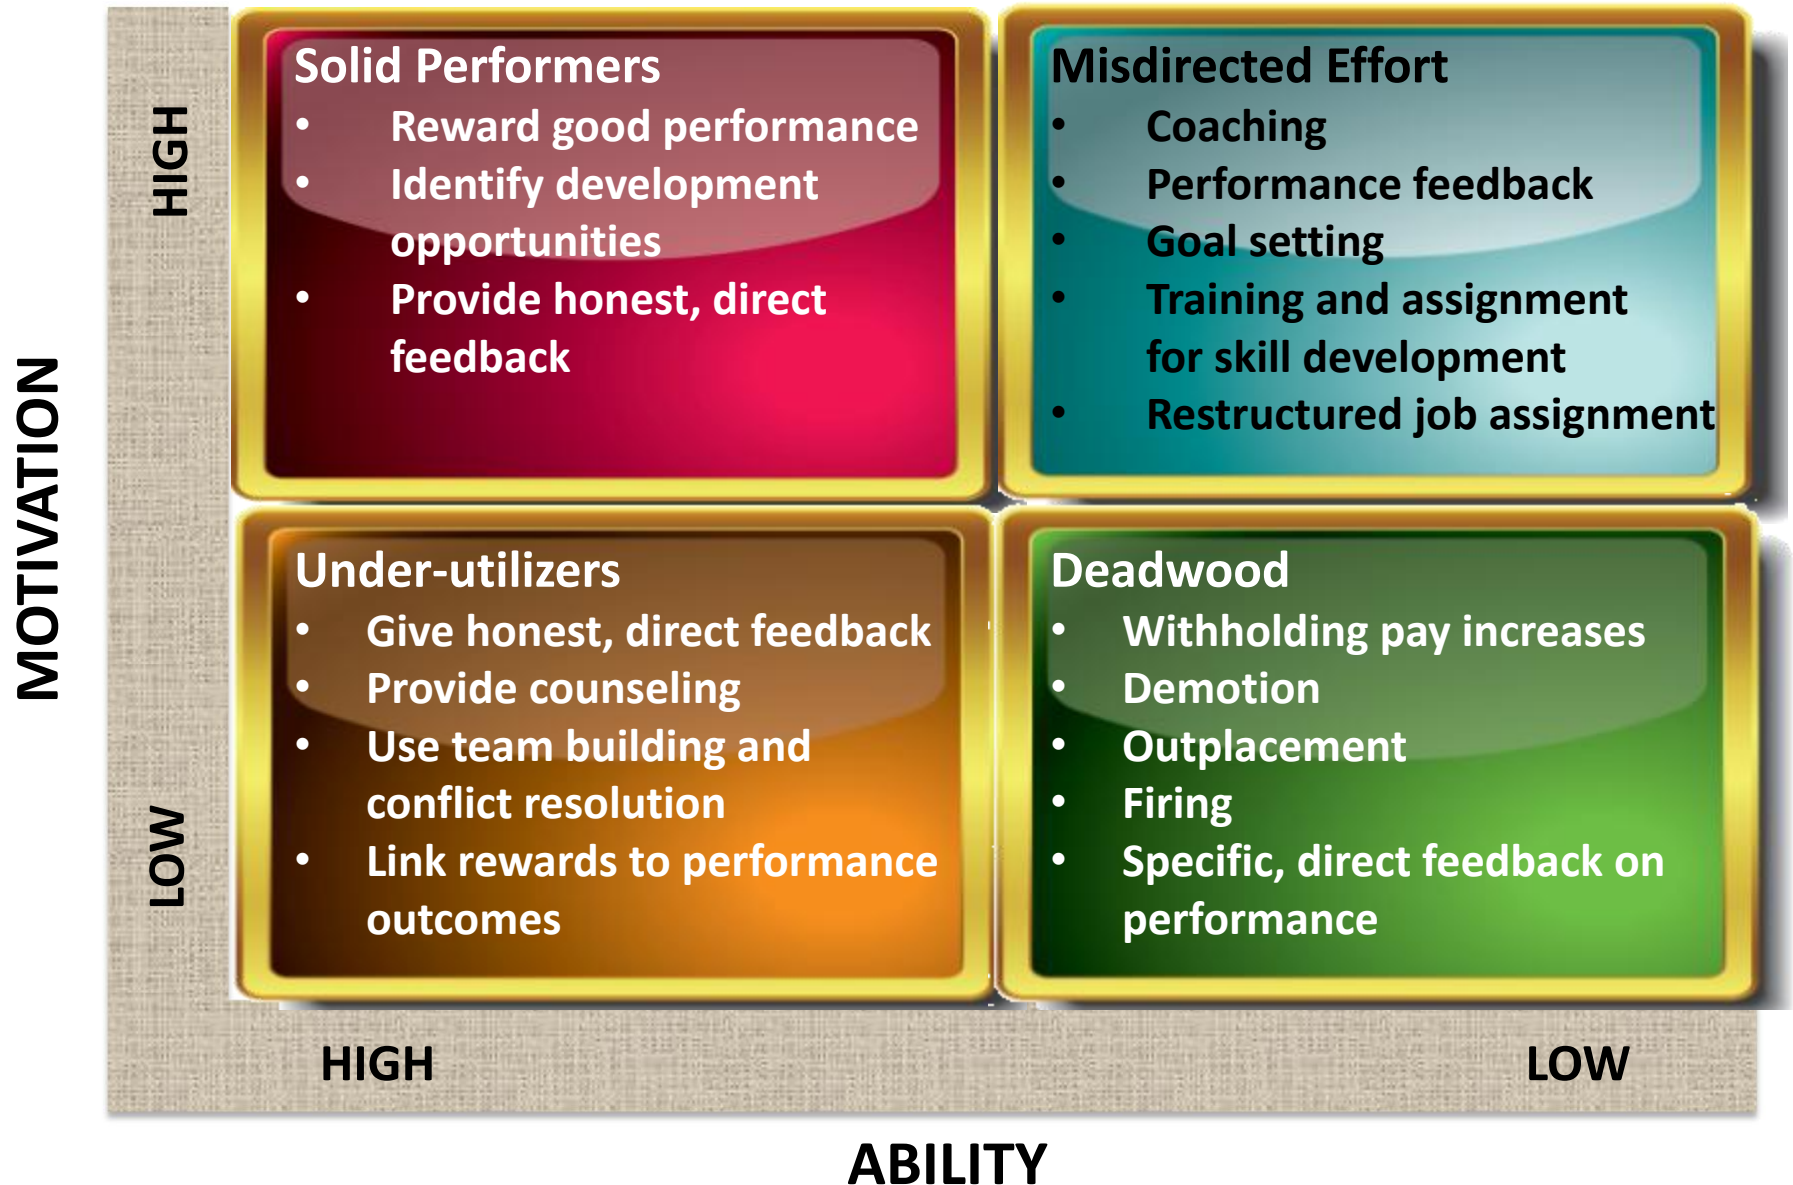 MOTIVATION
HIGH
LOW
Solid Performers
• Reward good performance
• Identify development
opportunities
• Provide honest, direct
feedback
Misdirected Effort
• Coaching
• Performance feedback
• Goal setting
• Training and assignment
for skill development
• Restructured job assignment
Under-utilizers
• Give honest, direct feedback
• Provide counseling
• Use team building and
conflict resolution
• Link rewards to performance
outcomes
Deadwood
• Withholding pay increases
• Demotion
• Outplacement
• Firing
• Specific, direct feedback on
performance
HIGH
LOW
ABILITY